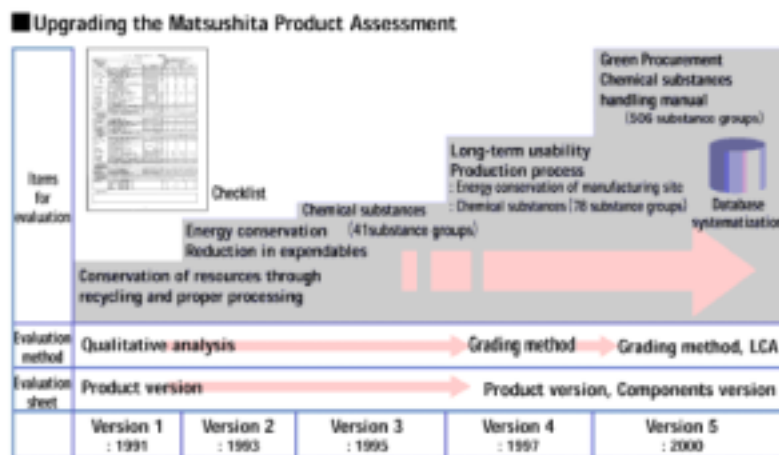 ■Upgrading the Matsushita Product Assessment
Items
for
evaluation
Checklist
Conservation of resources through
recycling and proper processing
Energy conservation
Reduction in expendables
Chemical substances
(41substance groups)
Long-term usability
Production process
: Energy conservation of manufacturing site
: Chemical substances (78 substance groups)
Green Procurement
Chemical substances
handling manual
(506 substance groups)
Database
systematization
Evaluation
method
Qualitative analysis
Grading method
Grading method, LCA
Evaluation
sheet
Product version
Product version, Components version
Version 1
: 1991
Version 2
: 1993
Version 3
: 1995
Version 4
: 1997
Version 5
: 2000